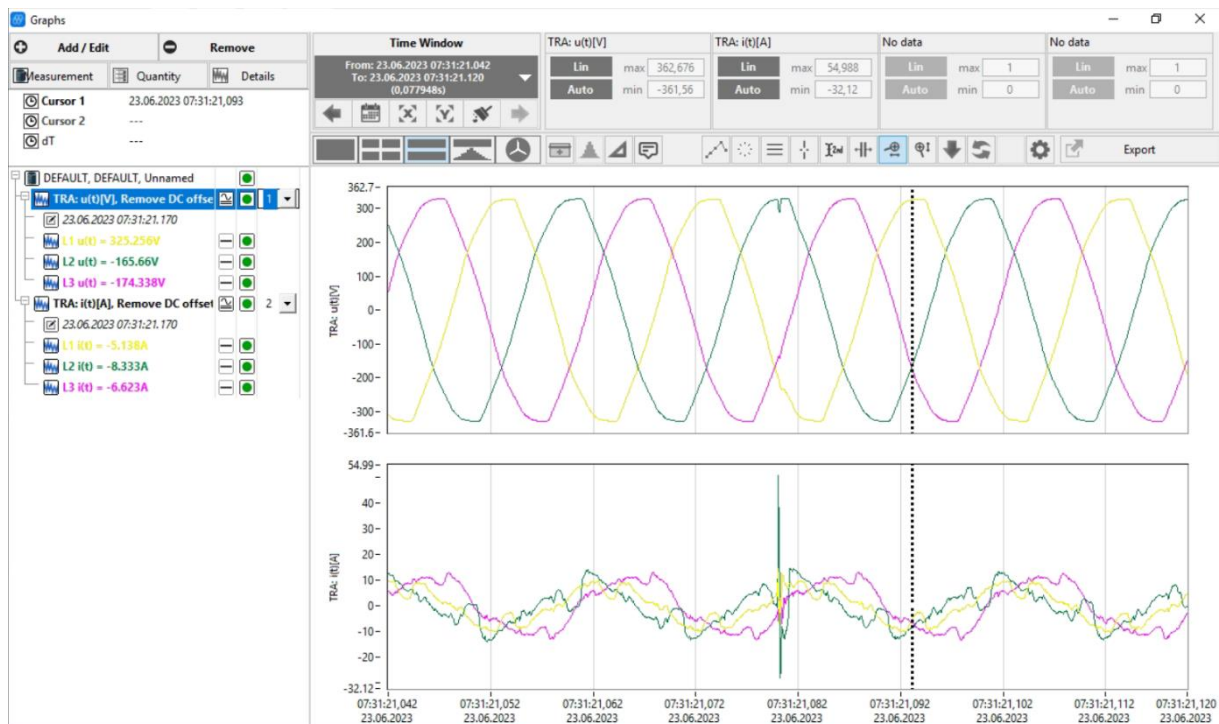 Graphs
Add / Edit
Remove
Measurement
Quantity
Details
Cursor 1 23.06.2023 07:31:21,093
Cursor 2 ---
dT ---
Time Window
From: 23.06.2023 07:31:21.042
To: 23.06.2023 07:31:21.120
(0,077948s)
TRA: u(t)[V]
Lin max 362,676
Auto min -361,56
TRA: i(t)[A]
Lin max 54,988
Auto min -32,12
No data
Lin max 1
Auto min 0
No data
Lin max 1
Auto min 0
Export
DEFAULT, DEFAULT, Unnamed
TRA: u(t)[V], Remove DC offse 1
23.06.2023 07:31:21.170
L1 u(t) = 325.256V
L2 u(t) = -165.66V
L3 u(t) = -174.338V
TRA: i(t)[A], Remove DC offset 2
23.06.2023 07:31:21.170
L1 i(t) = -5.138A
L2 i(t) = -8.333A
L3 i(t) = -6.623A
TRA: u(t)[V]
362.7
300
200
100
0
-100
-200
-300
-361.6
TRA: i(t)[A]
54.99
40
30
20
10
0
-10
-20
-32.12
07:31:21,042 07:31:21,052 07:31:21,062 07:31:21,072 07:31:21,082 07:31:21,092 07:31:21,102 07:31:21,112 07:31:21,120
23.06.2023 23.06.2023 23.06.2023 23.06.2023 23.06.2023 23.06.2023 23.06.2023 23.06.2023 23.06.2023